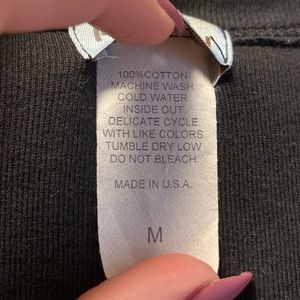 100%COTTON
MACHINE WASH
COLD WATER
INSIDE OUT
DELICATE CYCLE
WITH LIKE COLORS
TUMBLE DRY LOW
DO NOT BLEACH
MADE IN U.S.A.
M